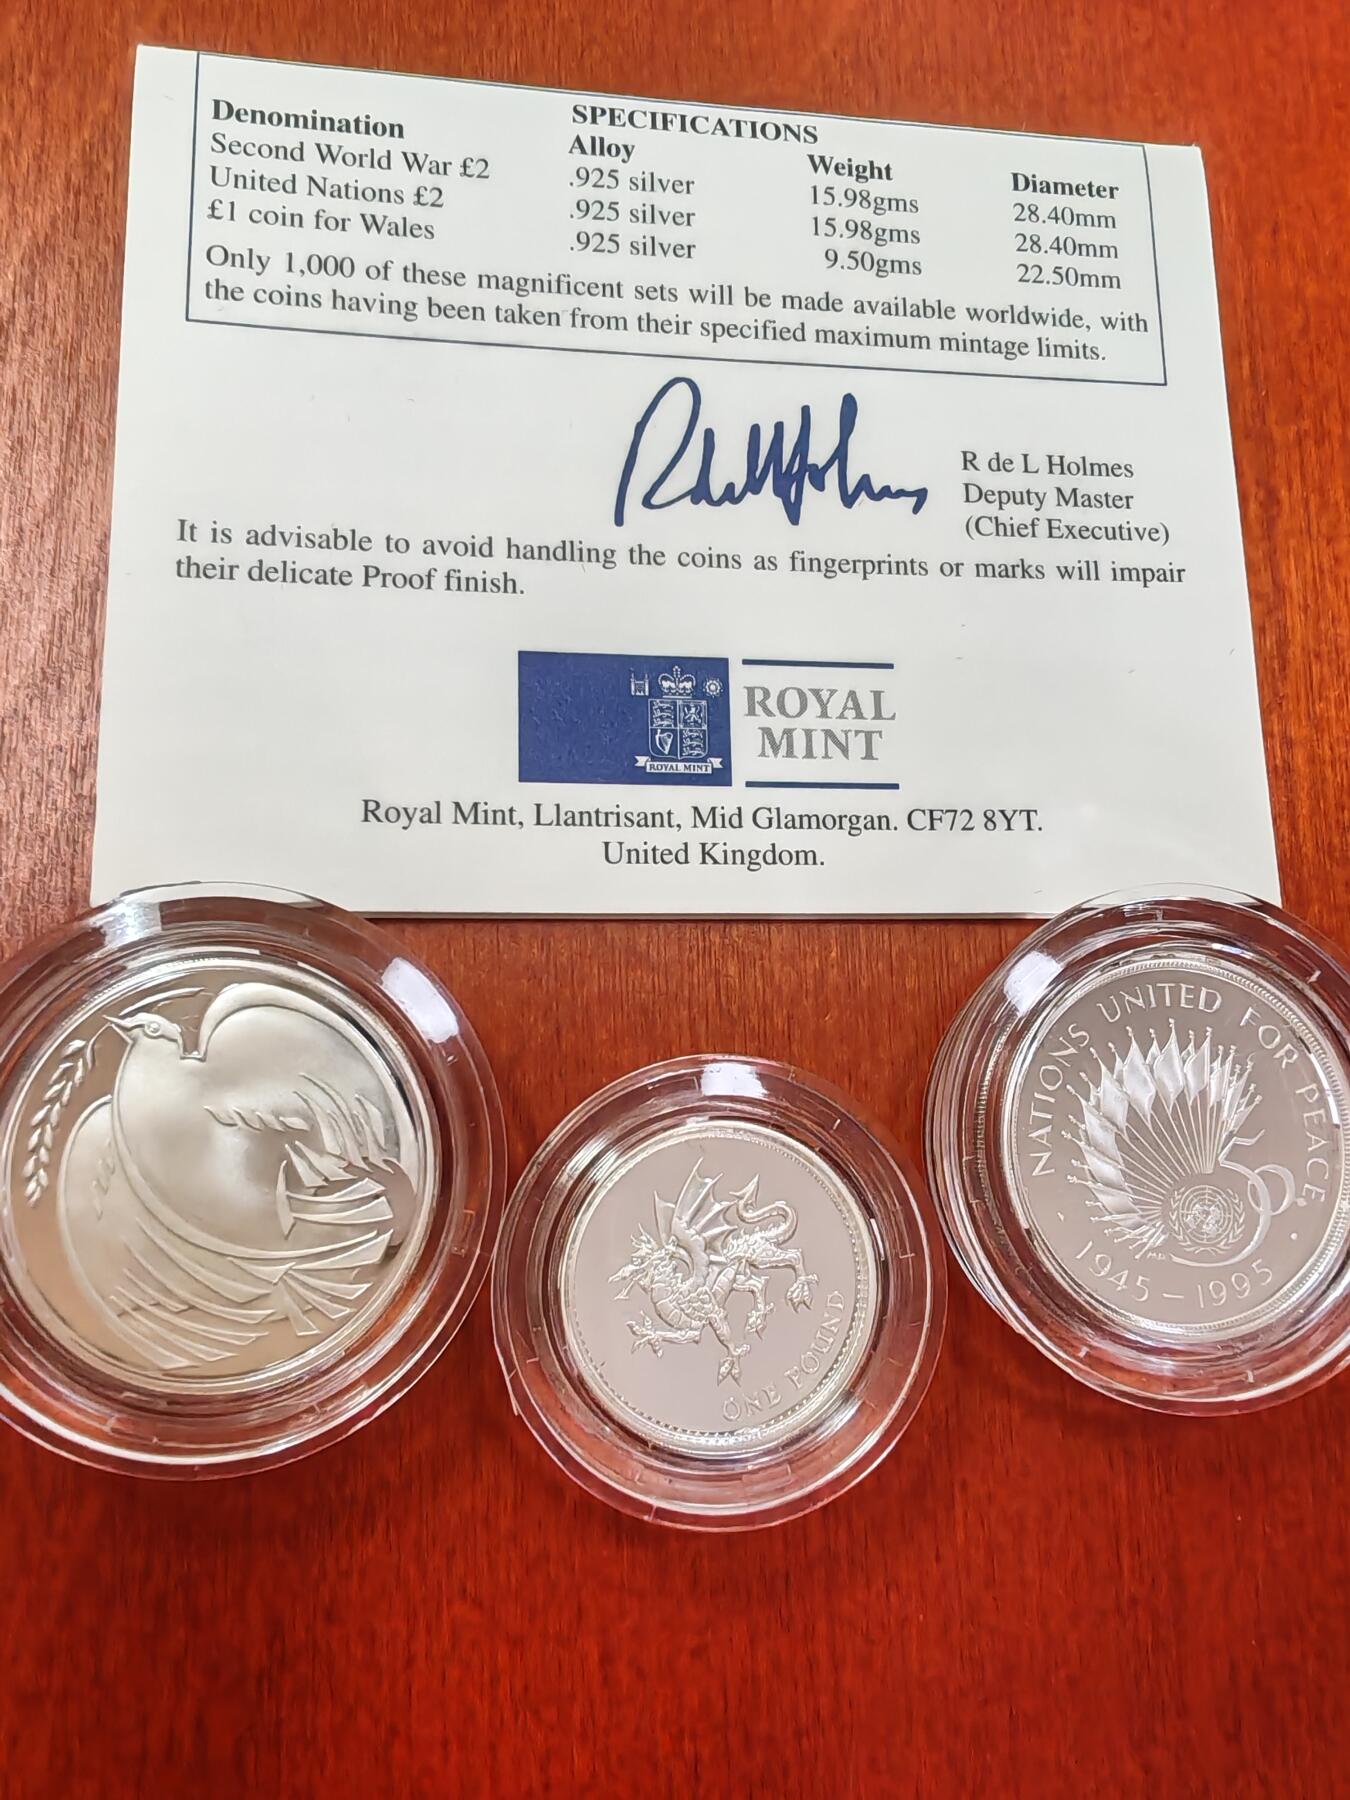 SPECIFICATIONS
Denomination Alloy Weight Diameter
Second World War £2 .925 silver 15.98gms 28.40mm
United Nations £2 .925 silver 15.98gms 28.40mm
£1 coin for Wales .925 silver 9.50gms 22.50mm
Only 1,000 of these magnificent sets will be made available worldwide, with
the coins having been taken from their specified maximum mintage limits.
R de L Holmes
Deputy Master
(Chief Executive)
It is advisable to avoid handling the coins as fingerprints or marks will impair
their delicate Proof finish.
ROYAL MINT
ROYAL
MINT
Royal Mint, Llantrisant, Mid Glamorgan. CF72 8YT.
United Kingdom.
NATIONS UNITED FOR PEACE
50
1945-1995
ONE POUND